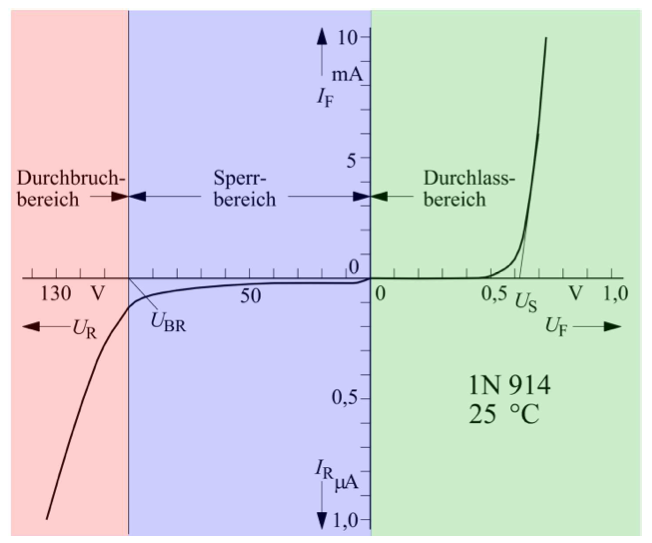 10
mA
I_F
5
Durchbruch-
bereich
Sperr-
bereich
Durchlass-
bereich
0
130 V
50
0
0,5
U_S
V
1,0
U_R
U_BR
U_F
1N 914
25 °C
0,5
I_R
µA
1,0